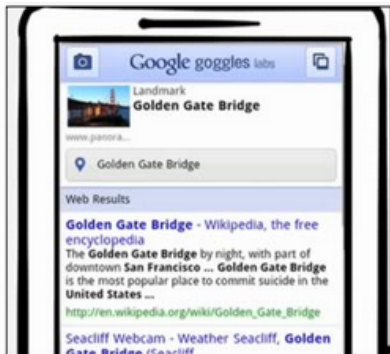 Google goggles labs
Landmark
Golden Gate Bridge
www.panora...
Golden Gate Bridge
Web Results
Golden Gate Bridge - Wikipedia, the free
encyclopedia
The Golden Gate Bridge by night, with part of
downtown San Francisco ... Golden Gate Bridge
is the most popular place to commit suicide in the
United States ...
http://en.wikipedia.org/wiki/Golden_Gate_Bridge
Seacliff Webcam - Weather Seacliff, Golden
Gate Bridge (Seacliff